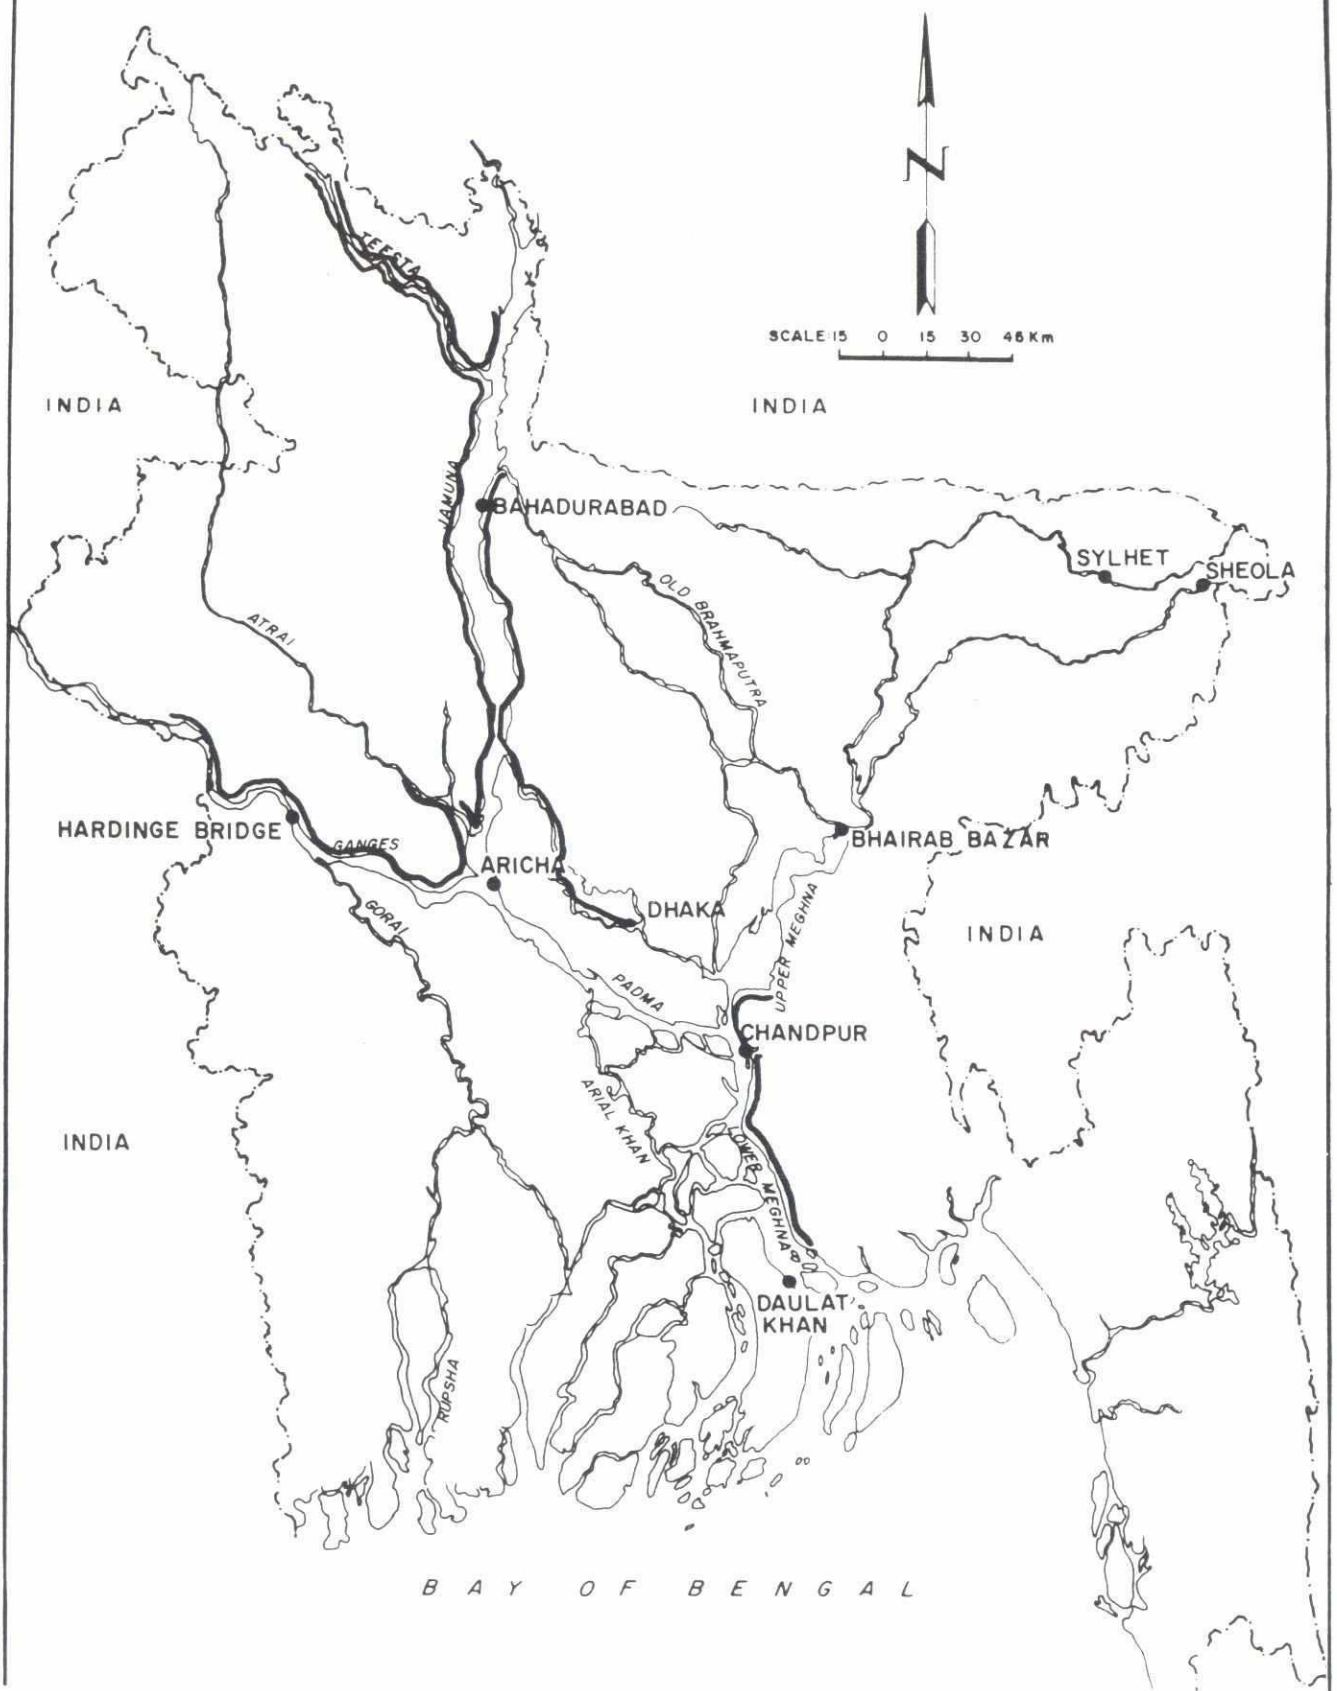 N
SCALE:15 0 15 30 46 Km
TEESTA
INDIA
INDIA
JAMUNA
BAHADURABAD
SYLHET
SHEOLA
OLD BRAHMAPUTRA
ATRAI
HARDINGE BRIDGE
GANGES
BHAIRAB BAZAR
ARICHA
GORAI
DHAKA
UPPER MEGHNA
INDIA
PADMA
CHANDPUR
ARIAL KHAN
INDIA
LOWER MEGHNA
DAULAT
KHAN
RUPSHA
BAY OF BENGAL